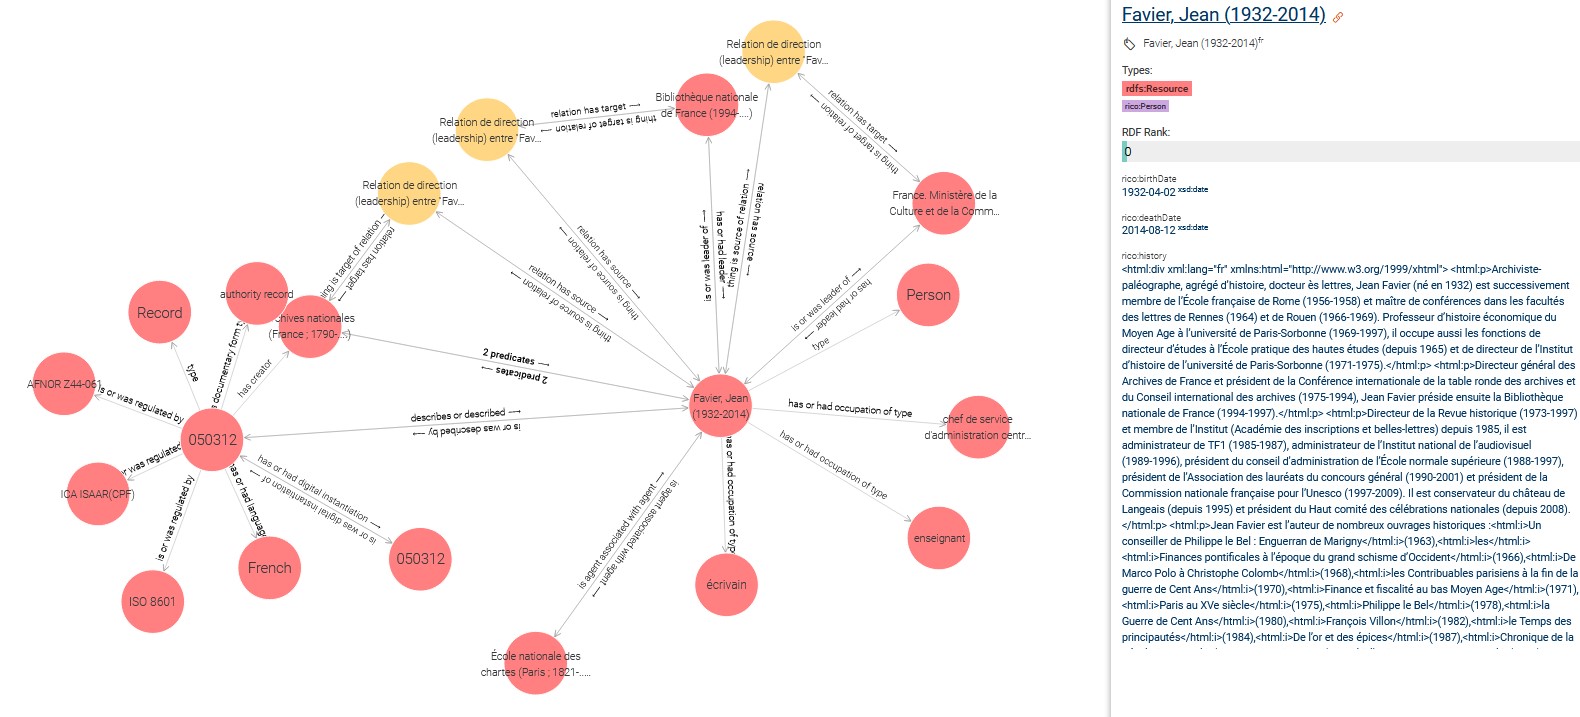 Relation de direction
(leadership) entre "Fav...
Bibliothèque nationale
de France (1994-....)
Relation de direction
(leadership) entre "Fav...
relation has target
thing is target of relation
relation has target
thing is target of relation
Relation de direction
(leadership) entre "Fav...
France. Ministère de la
Culture et de la Comm...
is or was leader of
has or had leader
thing is source of relation
relation has source
relation has source
thing is source of relation
relation has source
thing is source of relation
ing is target of relation
relation has target
is or was leader of
has or had leader
type
Person
authority record
Record
chives nationales
(France ; 1790-...)
type
s documentary form t
has creator
2 predicates
2 predicates
AFNOR Z44-061
is or was regulated by
Favier, Jean
(1932-2014)
describes or described
is or was described by
has or had occupation of type
chef de service
d'administration centr...
has or had occupation of type
050312
r was regulated
ICA ISAAR(CPF)
is or was regulated by
as or had languag
has or had digital instantiation
is or was digital instantiation of
is agent associated with agent
is agent associated with agent
as or had occupation of typ
enseignant
050312
French
ISO 8601
écrivain
École nationale des
chartes (Paris ; 1821-.....
Favier, Jean (1932-2014)
Favier, Jean (1932-2014)fr
Types:
rdfs:Resource
rico:Person
RDF Rank:
0
rico:birthDate
1932-04-02 xsd:date
rico:deathDate
2014-08-12 xsd:date
rico:history
<html:div xml:lang="fr" xmlns:html="http://www.w3.org/1999/xhtml"> <html:p>Archiviste-
paléographe, agrégé d'histoire, docteur ès lettres, Jean Favier (né en 1932) est successivement
membre de l'École française de Rome (1956-1958) et maître de conférences dans les facultés
des lettres de Rennes (1964) et de Rouen (1966-1969). Professeur d'histoire économique du
Moyen Age à l'université de Paris-Sorbonne (1969-1997), il occupe aussi les fonctions de
directeur d'études à l'École pratique des hautes études (depuis 1965) et de directeur de l'Institut
d'histoire de l'université de Paris-Sorbonne (1971-1975).</html:p> <html:p>Directeur général des
Archives de France et président de la Conférence internationale de la table ronde des archives et
du Conseil international des archives (1975-1994), Jean Favier préside ensuite la Bibliothèque
nationale de France (1994-1997).</html:p> <html:p>Directeur de la Revue historique (1973-1997)
et membre de l'Institut (Académie des inscriptions et belles-lettres) depuis 1985, il est
administrateur de TF1 (1985-1987), administrateur de l'Institut national de l'audiovisuel
(1989-1996), président du conseil d'administration de l'École normale supérieure (1988-1997),
président de l'Association des lauréats du concours général (1990-2001) et président de la
Commission nationale française pour l'Unesco (1997-2009). Il est conservateur du château de
Langeais (depuis 1995) et président du Haut comité des célébrations nationales (depuis 2008).
</html:p> <html:p>Jean Favier est l'auteur de nombreux ouvrages historiques :<html:i>Un
conseiller de Philippe le Bel : Enguerran de Marigny</html:i>(1963),<html:i>les</html:i>
<html:i>Finances pontificales à l'époque du grand schisme d'Occident</html:i>(1966),<html:i>De
Marco Polo à Christophe Colomb</html:i>(1968),<html:i>les Contribuables parisiens à la fin de la
guerre de Cent Ans</html:i>(1970),<html:i>Finance et fiscalité au bas Moyen Age</html:i>(1971),
<html:i>Paris au XVe siècle</html:i>(1975),<html:i>Philippe le Bel</html:i>(1978),<html:i>la
Guerre de Cent Ans</html:i>(1980),<html:i>François Villon</html:i>(1982),<html:i>le Temps des
principautés</html:i>(1984),<html:i>De l'or et des épices</html:i>(1987),<html:i>Chronique de la